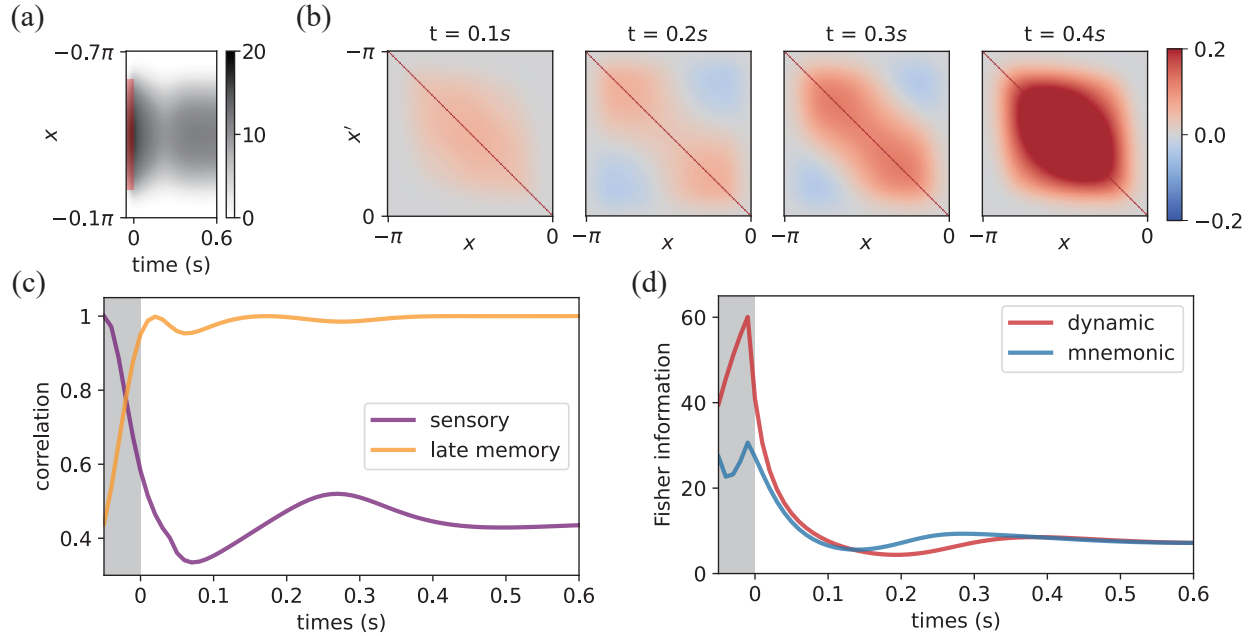 (a)
−0.7π
x
−0.1π
0
0.6
time (s)
20
10
0
(b)
t = 0.1s
t = 0.2s
t = 0.3s
t = 0.4s
−π
x′
0
−π
x
0
−π
x
0
−π
x
0
−π
x
0
0.2
0.0
−0.2
(c)
1
0.8
0.6
0.4
correlation
sensory
late memory
0
0.1
0.2
0.3
0.4
0.5
0.6
times (s)
(d)
60
40
20
0
Fisher information
dynamic
mnemonic
0
0.1
0.2
0.3
0.4
0.5
0.6
times (s)